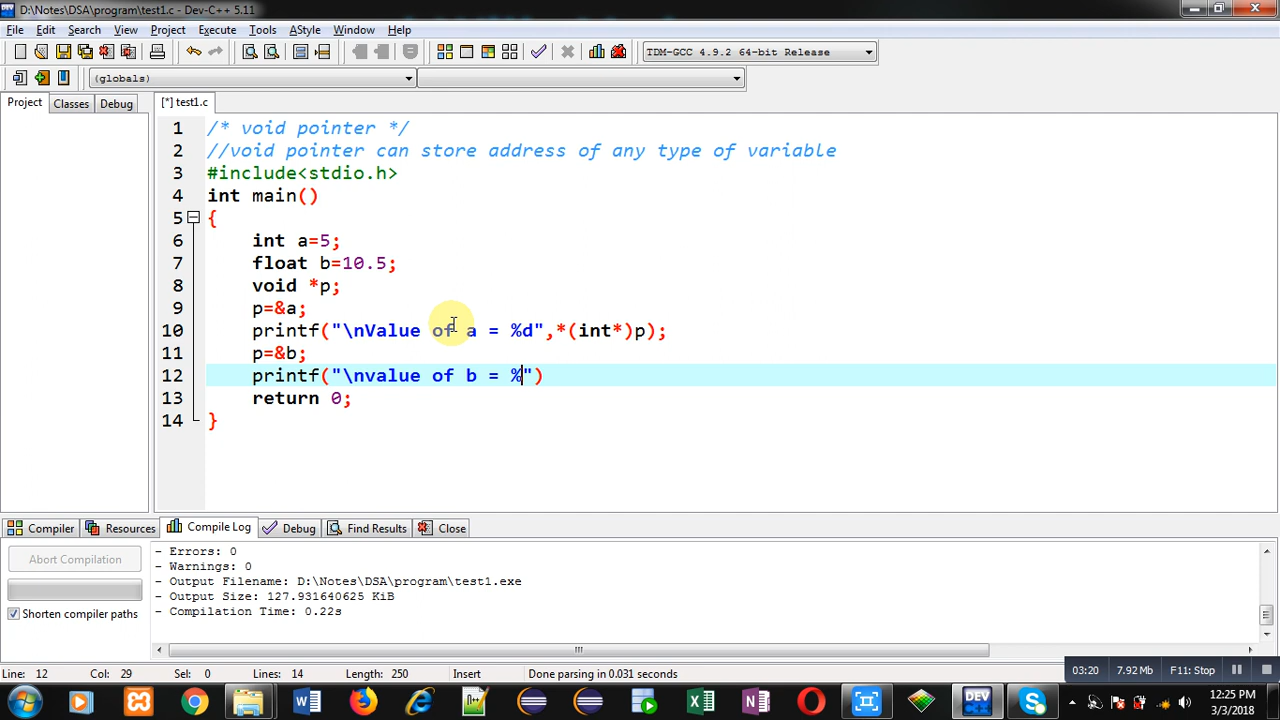 D:\Notes\DSA\program\test1.c - Dev-C++ 5.11
File Edit Search View Project Execute Tools AStyle Window Help
TDM-GCC 4.9.2 64-bit Release
(globals)
Project Classes Debug [*] test1.c
1 /* void pointer */
2 //void pointer can store address of any type of variable
3 #include<stdio.h>
4 int main()
5 {
6 int a=5;
7 float b=10.5;
8 void *p;
9 p=&a;
10 printf("\nValue of a = %d",*(int*)p);
11 p=&b;
12 printf("\nvalue of b = %")
13 return 0;
14 }
Compiler Resources Compile Log Debug Find Results Close
Abort Compilation
Shorten compiler paths
- Errors: 0
- Warnings: 0
- Output Filename: D:\Notes\DSA\program\test1.exe
- Output Size: 127.931640625 KiB
- Compilation Time: 0.22s
Line: 12 Col: 29 Sel: 0 Lines: 14 Length: 250 Insert Done parsing in 0.031 seconds
03:20 7.92 Mb F11: Stop
DEV
12:25 PM
3/3/2018